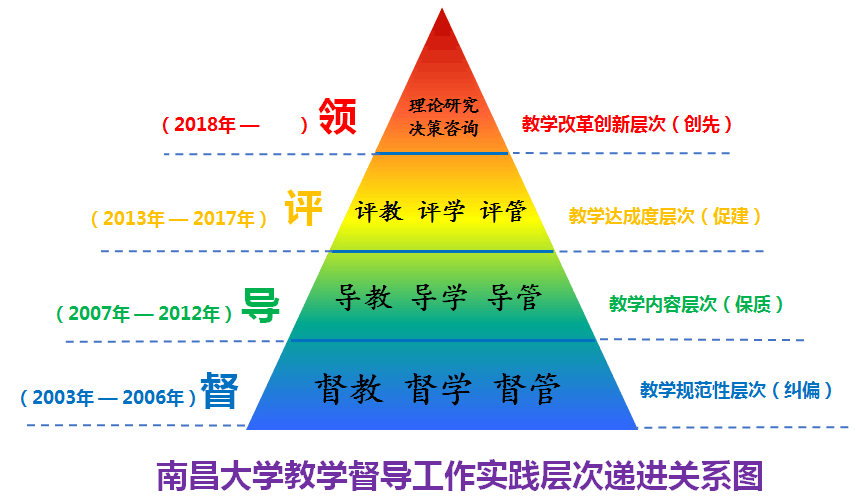 理论研究
（2018年 —      ） 领 决策咨询 教学改革创新层次（创先）
（2013年 — 2017年） 评 评教 评学 评管 教学达成度层次（促建）
（2007年 — 2012年） 导 导教 导学 导管 教学内容层次（保质）
（2003年 — 2006年） 督 督教 督学 督管 教学规范性层次（纠偏）
南昌大学教学督导工作实践层次递进关系图